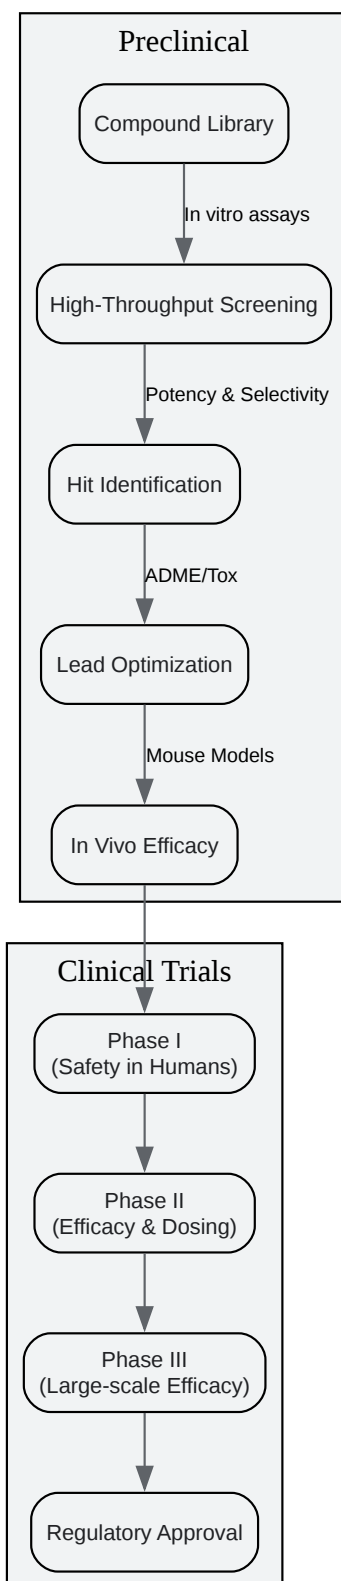 Preclinical
Compound Library
In vitro assays
High-Throughput Screening
Potency & Selectivity
Hit Identification
ADME/Tox
Lead Optimization
Mouse Models
In Vivo Efficacy
Clinical Trials
Phase I
(Safety in Humans)
Phase II
(Efficacy & Dosing)
Phase III
(Large-scale Efficacy)
Regulatory Approval